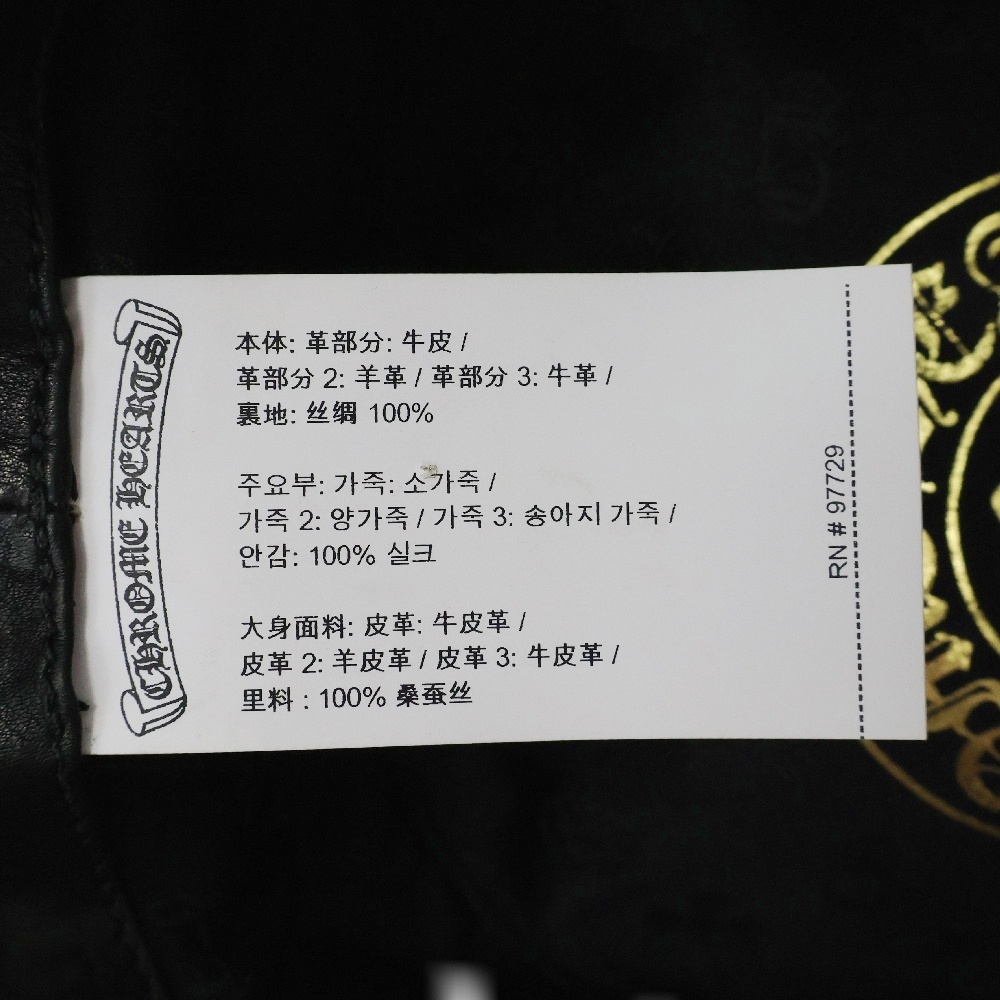 CHROME HEARTS
本体: 革部分: 牛皮 /
革部分 2: 羊革 / 革部分 3: 牛革 /
裏地: 丝绸 100%
주요부: 가죽: 소가죽 /
가죽 2: 양가죽 / 가죽 3: 송아지 가죽 /
안감: 100% 실크
大身面料: 皮革: 牛皮革 /
皮革 2: 羊皮革 / 皮革 3: 牛皮革 /
里料 : 100% 桑蚕丝
RN # 97729